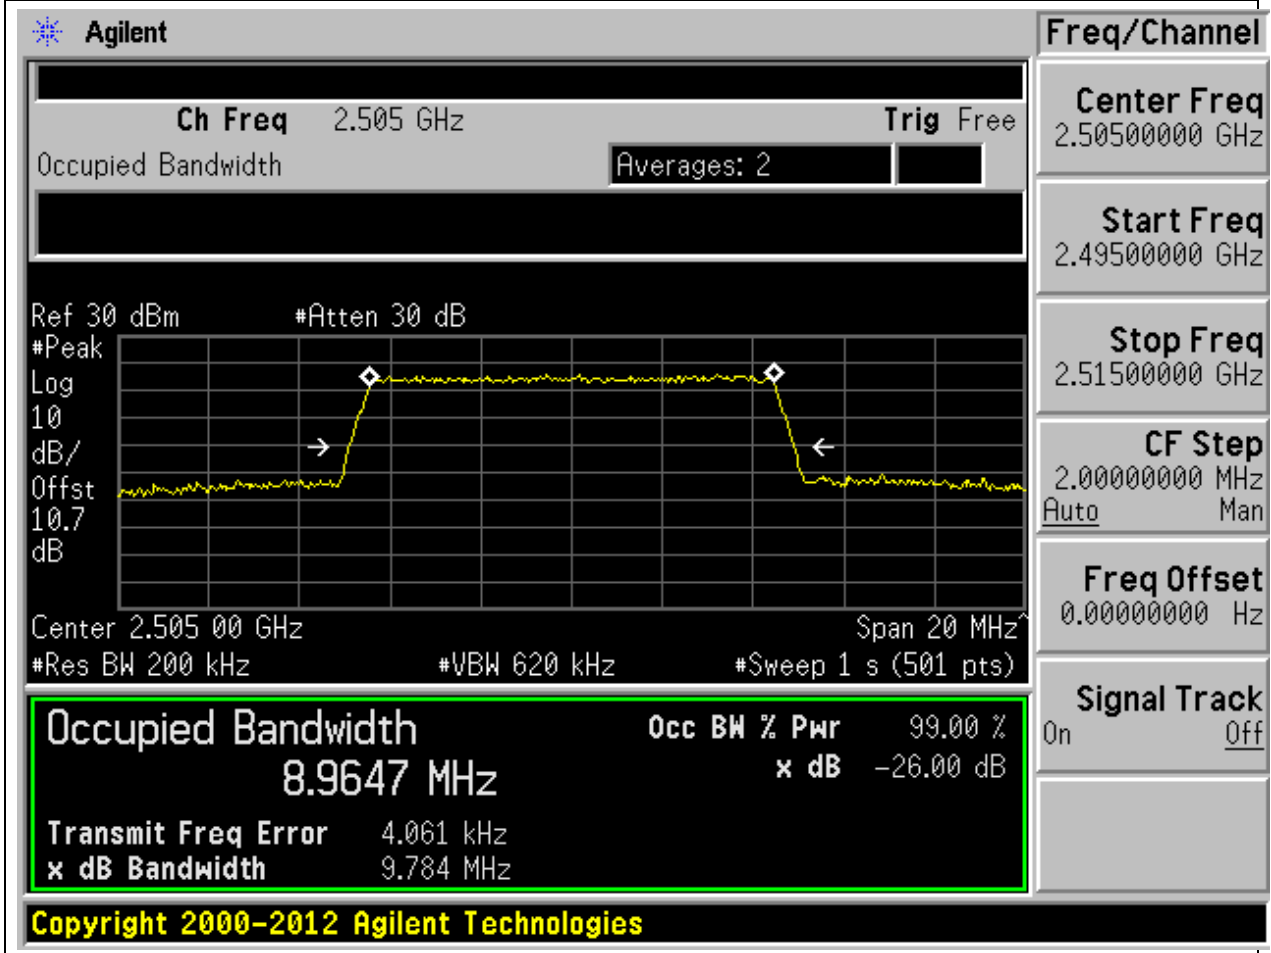 Agilent
Freq/Channel
Ch Freq 2.505 GHz Trig Free
Occupied Bandwidth Averages: 2
Center Freq
2.50500000 GHz
Start Freq
2.49500000 GHz
Stop Freq
2.51500000 GHz
CF Step
2.00000000 MHz
Auto Man
Freq Offset
0.00000000 Hz
Signal Track
On Off
Ref 30 dBm #Atten 30 dB
#Peak
Log
10
dB/
Offst
10.7
dB
Center 2.505 00 GHz Span 20 MHz^
#Res BW 200 kHz #VBW 620 kHz #Sweep 1 s (501 pts)
Occupied Bandwidth Occ BW % Pwr 99.00 %
8.9647 MHz x dB -26.00 dB
Transmit Freq Error 4.061 kHz
x dB Bandwidth 9.784 MHz
Copyright 2000-2012 Agilent Technologies